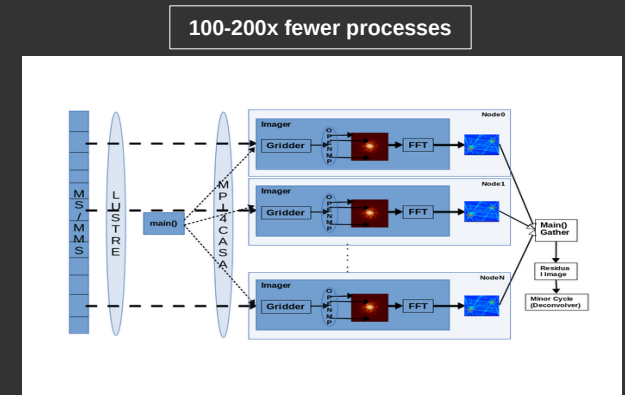 100-200x fewer processes
MS/MMS
LUSTRE
main()
MPI4CASA
Node0
Imager
Gridder
OPENMP
FFT
Node1
Imager
Gridder
OPENMP
FFT
NodeN
Imager
Gridder
OPENMP
FFT
Main()
Gather
Residua
l Image
Minor Cycle
(Deconvolver)